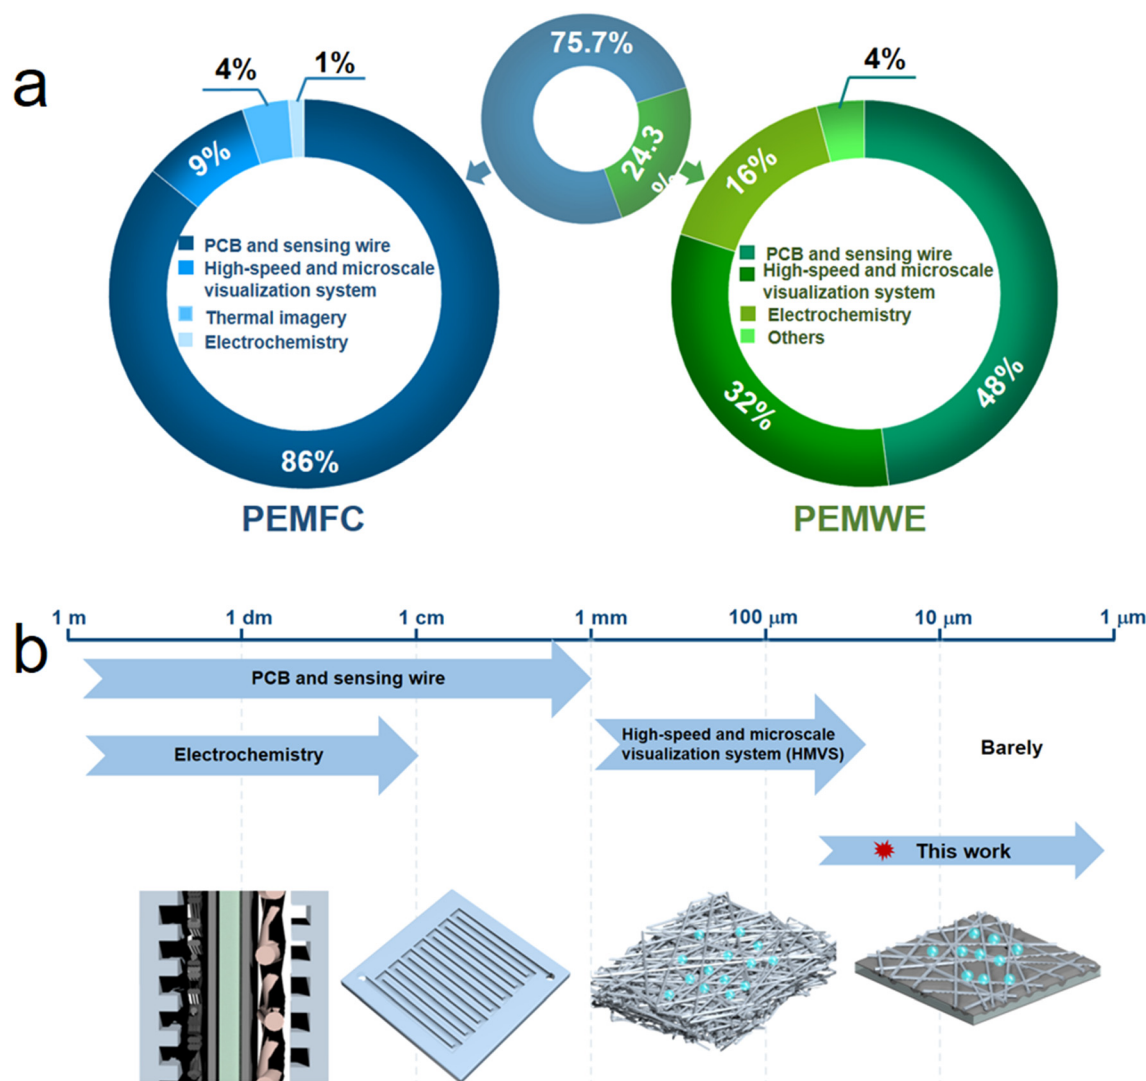 a
75.7%
24.3
%
4%
1%
9%
PCB and sensing wire
High-speed and microscale
visualization system
Thermal imagery
Electrochemistry
86%
PEMFC
4%
16%
PCB and sensing wire
High-speed and microscale
visualization system
Electrochemistry
Others
32%
48%
PEMWE
b
1 m
1 dm
1 cm
1 mm
100 μm
10 μm
1 μm
PCB and sensing wire
Electrochemistry
High-speed and microscale
visualization system (HMVS)
Barely
This work